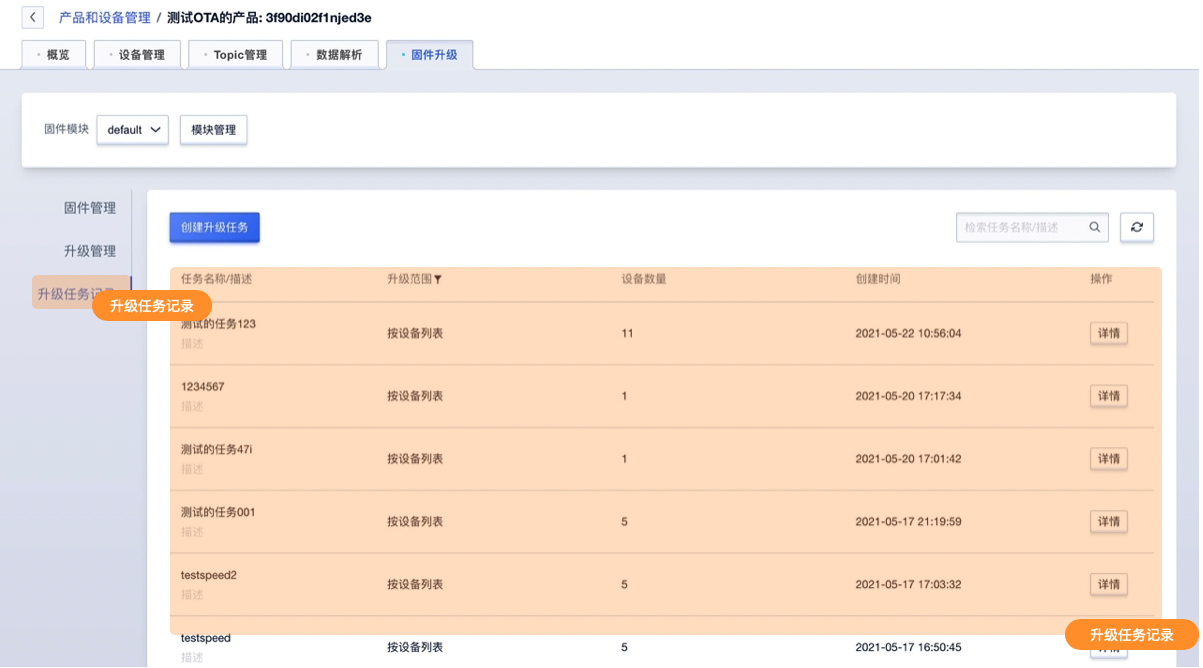 产品和设备管理 / 测试OTA的产品: 3f90di02f1njed3e
概览 设备管理 Topic管理 数据解析 固件升级
固件模块 default 模块管理
固件管理
升级管理
升级任务记录
升级任务记录
创建升级任务 检索任务名称/描述
任务名称/描述 升级范围 设备数量 创建时间 操作
测试的任务123 按设备列表 11 2021-05-22 10:56:04 详情
描述
1234567 按设备列表 1 2021-05-20 17:17:34 详情
描述
测试的任务47i 按设备列表 1 2021-05-20 17:01:42 详情
描述
测试的任务001 按设备列表 5 2021-05-17 21:19:59 详情
描述
testspeed2 按设备列表 5 2021-05-17 17:03:32 详情
描述
testspeed 按设备列表 5 2021-05-17 16:50:45 详情
描述
升级任务记录